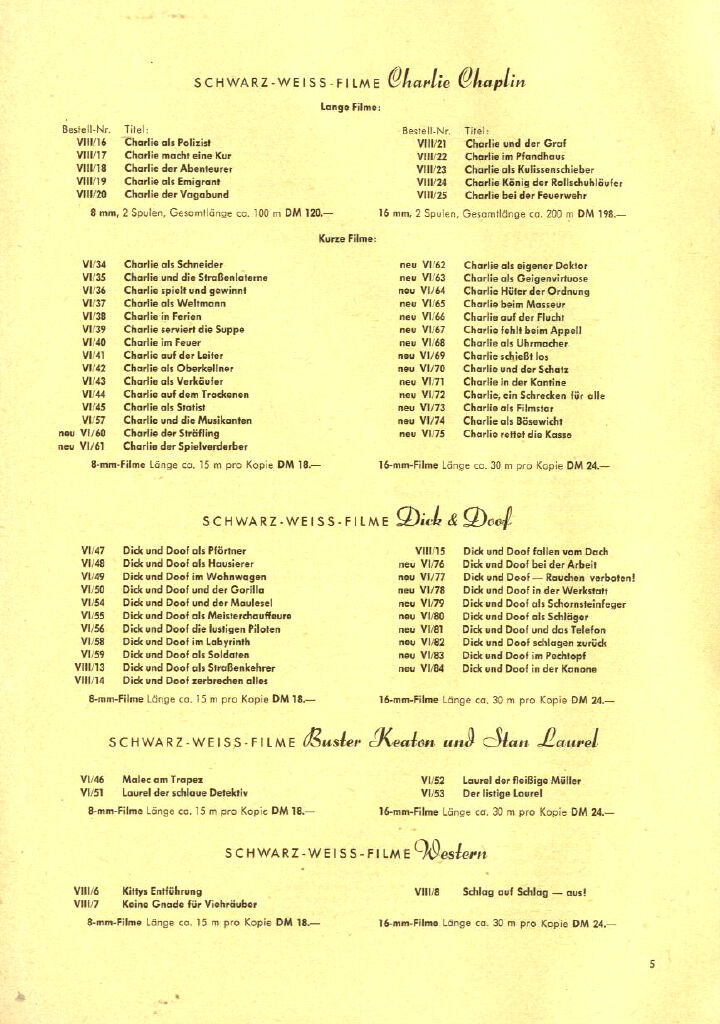 SCHWARZ-WEISS-FILME Charlie Chaplin
Lange Filme:
Bestell-Nr. Titel:
VIII/16 Charlie als Polizist
VIII/17 Charlie macht eine Kur
VIII/18 Charlie der Abenteurer
VIII/19 Charlie als Emigrant
VIII/20 Charlie der Vagabund
8 mm, 2 Spulen, Gesamtlänge ca. 100 m DM 120.—
Bestell-Nr. Titel:
VIII/21 Charlie und der Graf
VIII/22 Charlie im Pfandhaus
VIII/23 Charlie als Kulissenschieber
VIII/24 Charlie König der Rollschuhläufer
VIII/25 Charlie bei der Feuerwehr
16 mm, 2 Spulen, Gesamtlänge ca. 200 m DM 198.—
Kurze Filme:
VI/34 Charlie als Schneider
VI/35 Charlie und die Straßenlaterne
VI/36 Charlie spielt und gewinnt
VI/37 Charlie als Weltmann
VI/38 Charlie in Ferien
VI/39 Charlie serviert die Suppe
VI/40 Charlie im Feuer
VI/41 Charlie auf der Leiter
VI/42 Charlie als Oberkellner
VI/43 Charlie als Verkäufer
VI/44 Charlie auf dem Trockenen
VI/45 Charlie als Statist
VI/57 Charlie und die Musikanten
neu VI/60 Charlie der Sträfling
neu VI/61 Charlie der Spielverderber
8-mm-Filme Länge ca. 15 m pro Kopie DM 18.—
neu VI/62 Charlie als eigener Doktor
neu VI/63 Charlie als Geigenvirtuose
neu VI/64 Charlie Hüter der Ordnung
neu VI/65 Charlie beim Masseur
neu VI/66 Charlie auf der Flucht
neu VI/67 Charlie fehlt beim Appell
neu VI/68 Charlie als Uhrmacher
neu VI/69 Charlie schießt los
neu VI/70 Charlie und der Schatz
neu VI/71 Charlie in der Kantine
neu VI/72 Charlie, ein Schrecken für alle
neu VI/73 Charlie als Filmstar
neu VI/74 Charlie als Bösewicht
neu VI/75 Charlie rettet die Kasse
16-mm-Filme Länge ca. 30 m pro Kopie DM 24.—
SCHWARZ-WEISS-FILME Dick & Doof
VI/47 Dick und Doof als Pförtner
VI/48 Dick und Doof als Hausierer
VI/49 Dick und Doof im Wohnwagen
VI/50 Dick und Doof und der Gorilla
VI/54 Dick und Doof und der Maulesel
VI/55 Dick und Doof als Meisterchauffeure
VI/56 Dick und Doof die lustigen Piloten
VI/58 Dick und Doof im Labyrinth
VI/59 Dick und Doof als Soldaten
VIII/13 Dick und Doof als Straßenkehrer
VIII/14 Dick und Doof zerbrechen alles
8-mm-Filme Länge ca. 15 m pro Kopie DM 18.—
VIII/15 Dick und Doof fallen vom Dach
neu VI/76 Dick und Doof bei der Arbeit
neu VI/77 Dick und Doof — Rauchen verboten!
neu VI/78 Dick und Doof in der Werkstatt
neu VI/79 Dick und Doof als Schornsteinfeger
neu VI/80 Dick und Doof als Schläger
neu VI/81 Dick und Doof und das Telefon
neu VI/82 Dick und Doof schlagen zurück
neu VI/83 Dick und Doof im Pechtopf
neu VI/84 Dick und Doof in der Kanone
16-mm-Filme Länge ca. 30 m pro Kopie DM 24.—
SCHWARZ-WEISS-FILME Buster Keaton und Stan Laurel
VI/46 Malec am Trapez
VI/51 Laurel der schlaue Detektiv
8-mm-Filme Länge ca. 15 m pro Kopie DM 18.—
VI/52 Laurel der fleißige Müller
VI/53 Der listige Laurel
16-mm-Filme Länge ca. 30 m pro Kopie DM 24.—
SCHWARZ-WEISS-FILME Western
VIII/6 Kittys Entführung
VIII/7 Keine Gnade für Viehräuber
8-mm-Filme Länge ca. 15 m pro Kopie DM 18.—
VIII/8 Schlag auf Schlag — aus!
16-mm-Filme Länge ca. 30 m pro Kopie DM 24.—
5